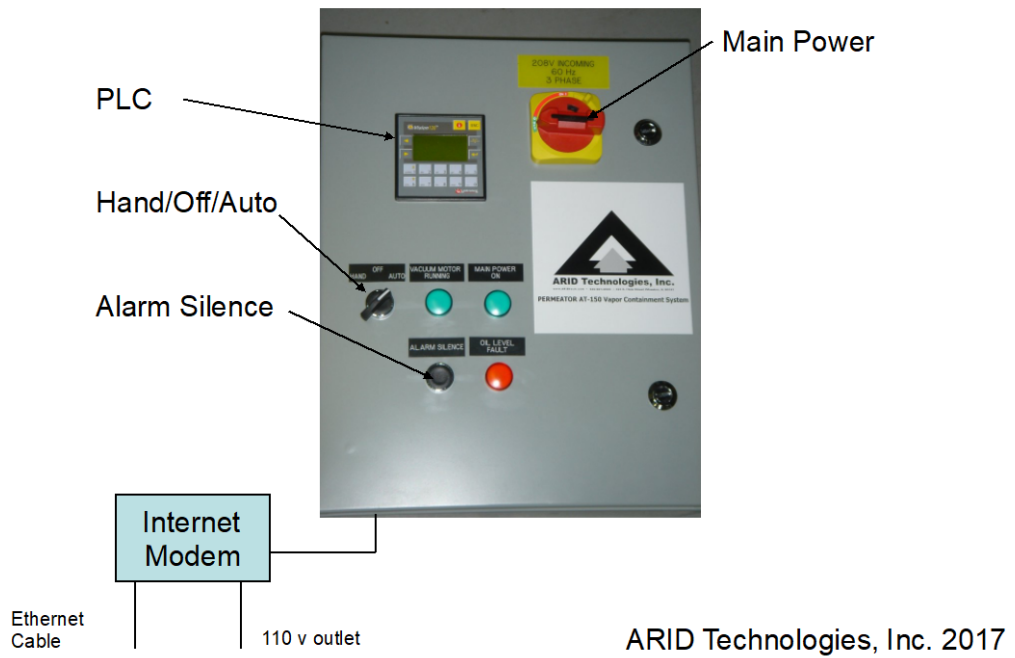 Main Power
208V INCOMING
60 Hz
3 PHASE
PLC
Hand/Off/Auto
OFF
HAND AUTO
VACUUM MOTOR
RUNNING
MAIN POWER
ON
ARID Technologies, Inc.
PERMEATOR AT-150 Vapor Containment System
Alarm Silence
ALARM SILENCE
OIL LEVEL
FAULT
Internet
Modem
Ethernet
Cable
110 v outlet
ARID Technologies, Inc. 2017